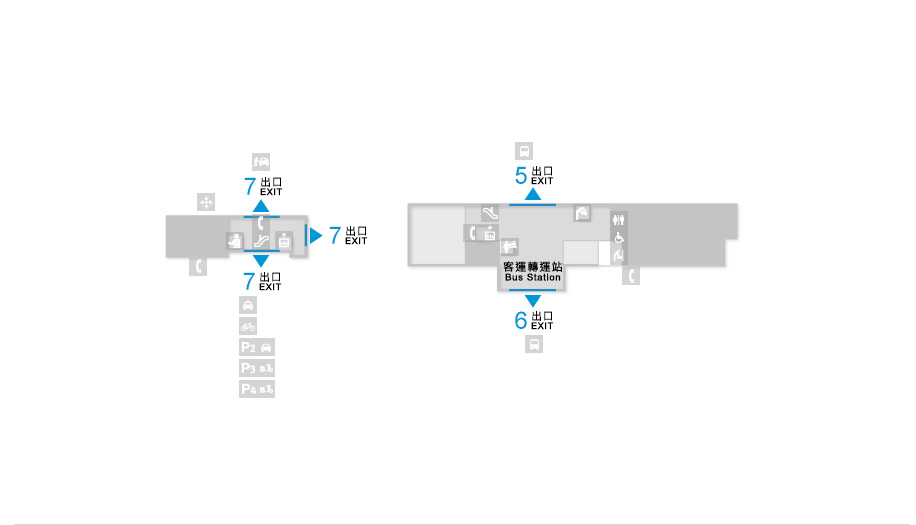 7 出口
EXIT
7 出口
EXIT
7 出口
EXIT
P2
P3
P4
5 出口
EXIT
客運轉運站
Bus Station
6 出口
EXIT